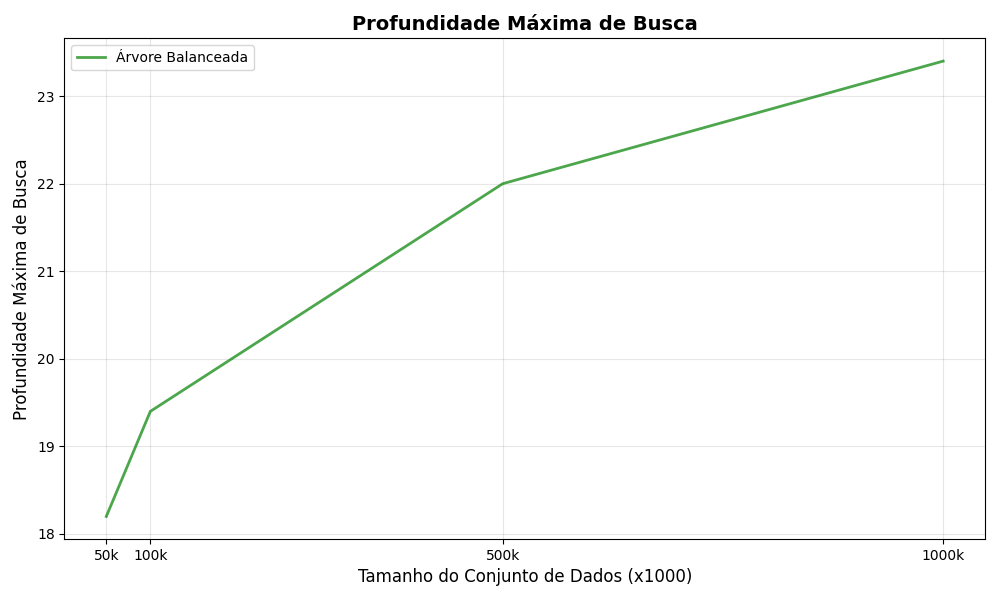 Profundidade Máxima de Busca
Árvore Balanceada
Profundidade Máxima de Busca
23
22
21
20
19
18
50k 100k 500k 1000k
Tamanho do Conjunto de Dados (x1000)